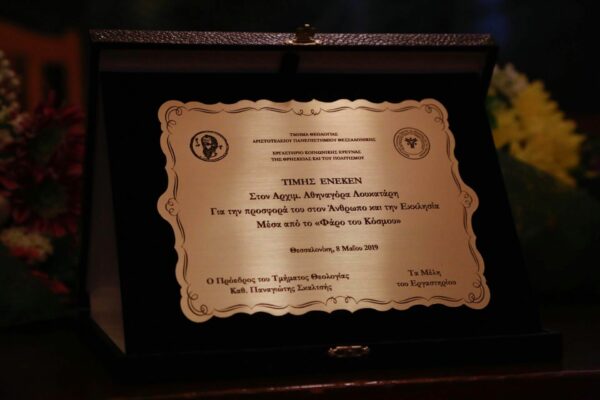 ΤΜΗΜΑ ΘΕΟΛΟΓΙΑΣ
ΑΡΙΣΤΟΤΕΛΕΙΟΥ ΠΑΝΕΠΙΣΤΗΜΙΟΥ ΘΕΣΣΑΛΟΝΙΚΗΣ
ΕΡΓΑΣΤΗΡΙΟ ΚΟΙΝΩΝΙΚΗΣ ΕΡΕΥΝΑΣ
ΤΗΣ ΘΡΗΣΚΕΙΑΣ ΚΑΙ ΤΟΥ ΠΟΛΙΤΙΣΜΟΥ
ΤΙΜΗΣ ΕΝΕΚΕΝ
Στον Αρχιμ. Αθηναγόρα Λουκατάρη
Για την προσφορά του στον Άνθρωπο και την Εκκλησία
Μέσα από το «Φάρο του Κόσμου»
Θεσσαλονίκη, 8 Μαΐου 2019
Ο Πρόεδρος του Τμήματος Θεολογίας
Καθ. Παναγιώτης Σκαλτσής
Τα Μέλη
του Εργαστηρίου